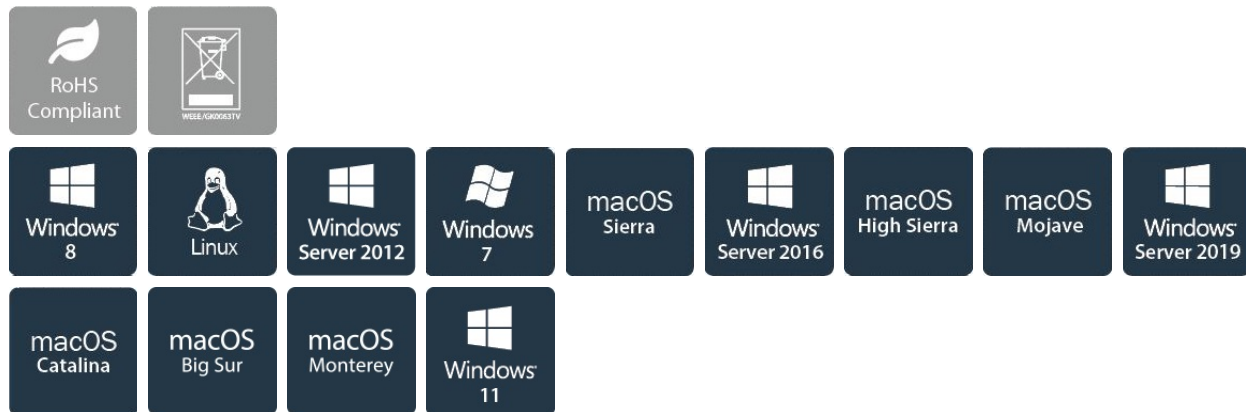 RoHS
Compliant
WEEE/GK0083TV
Windows
8
Linux
Windows
Server 2012
Windows
7
macOS
Sierra
Windows
Server 2016
macOS
High Sierra
macOS
Mojave
Windows
Server 2019
macOS
Catalina
macOS
Big Sur
macOS
Monterey
Windows
11